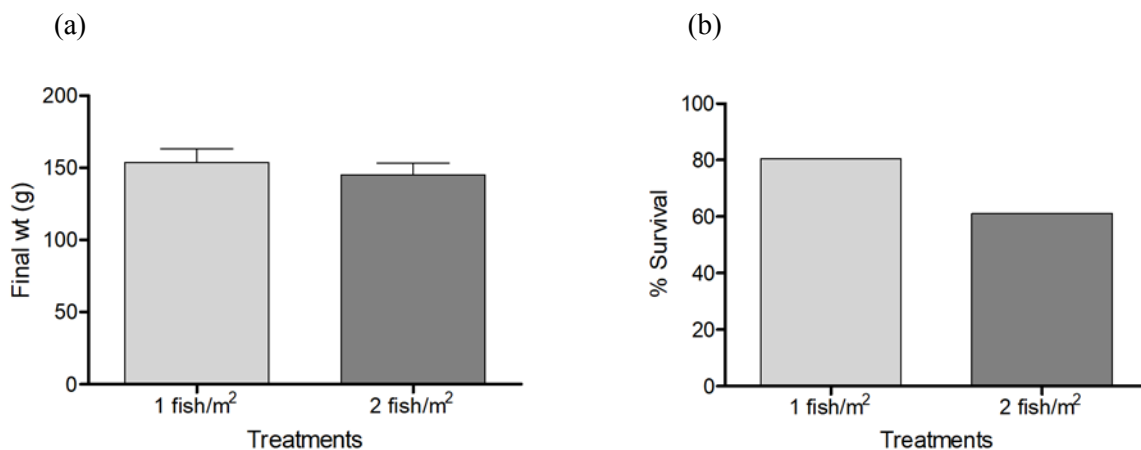 (a)
Final wt (g)
200
150
100
50
0
1 fish/m²
2 fish/m²
Treatments
(b)
% Survival
100
80
60
40
20
0
1 fish/m²
2 fish/m²
Treatments